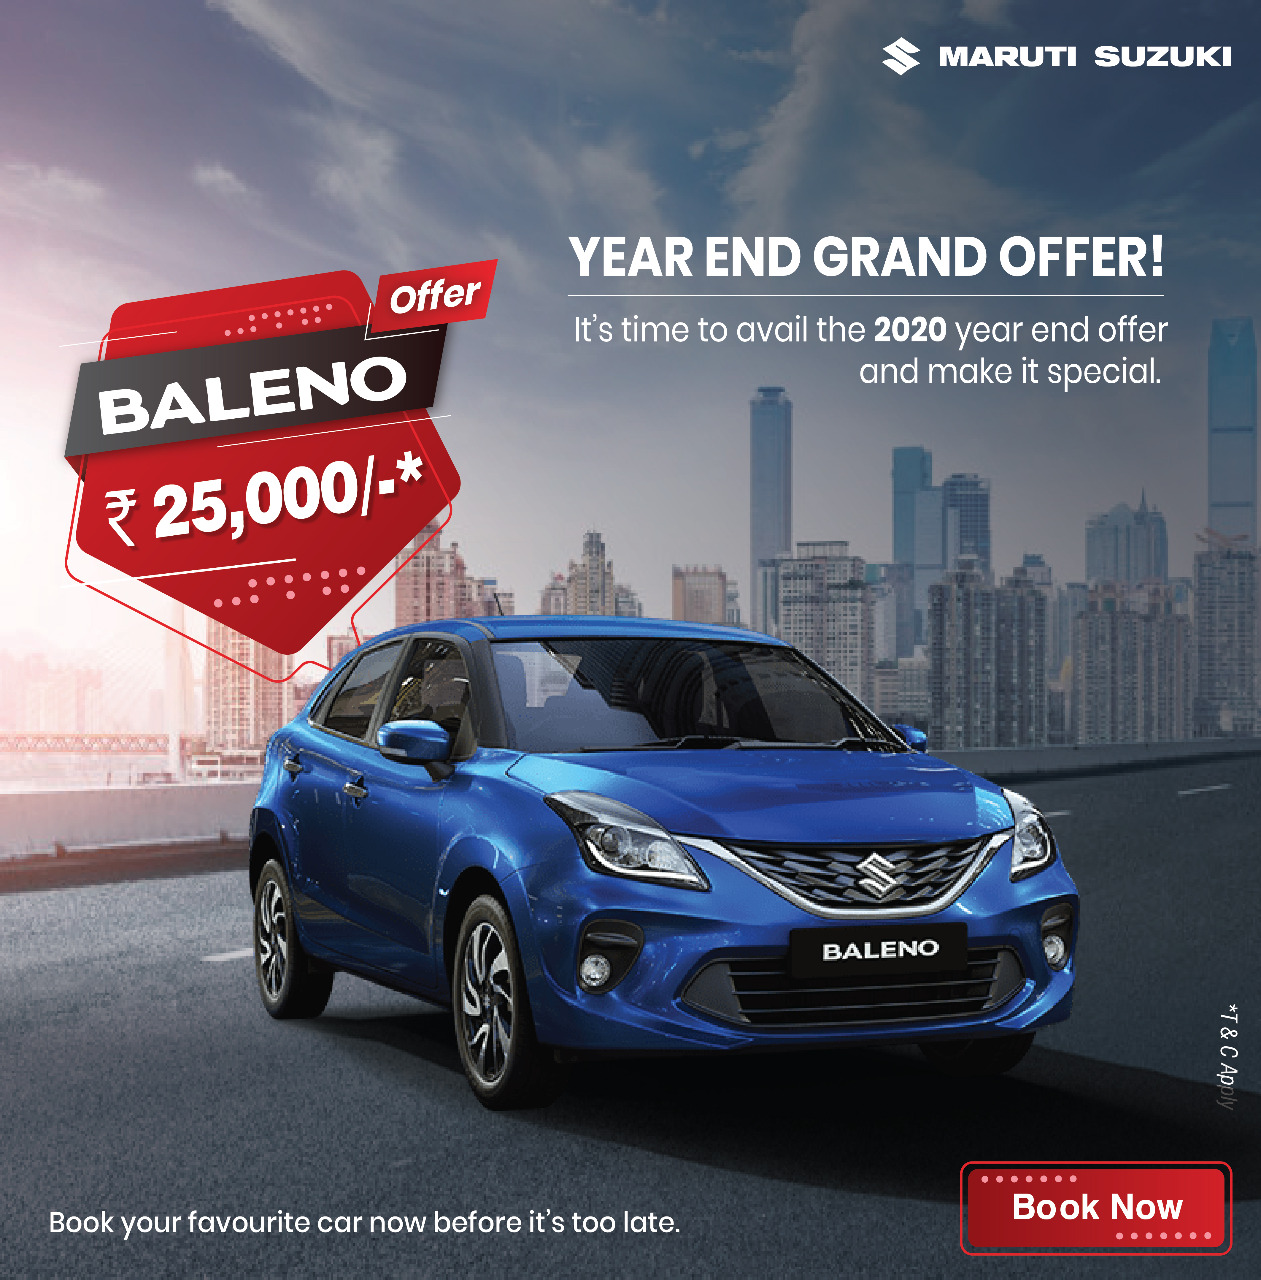 MARUTI SUZUKI
YEAR END GRAND OFFER!
It's time to avail the 2020 year end offer
and make it special.
Offer
BALENO
₹ 25,000/-*
BALENO
*T & C Apply
Book your favourite car now before it's too late.
Book Now